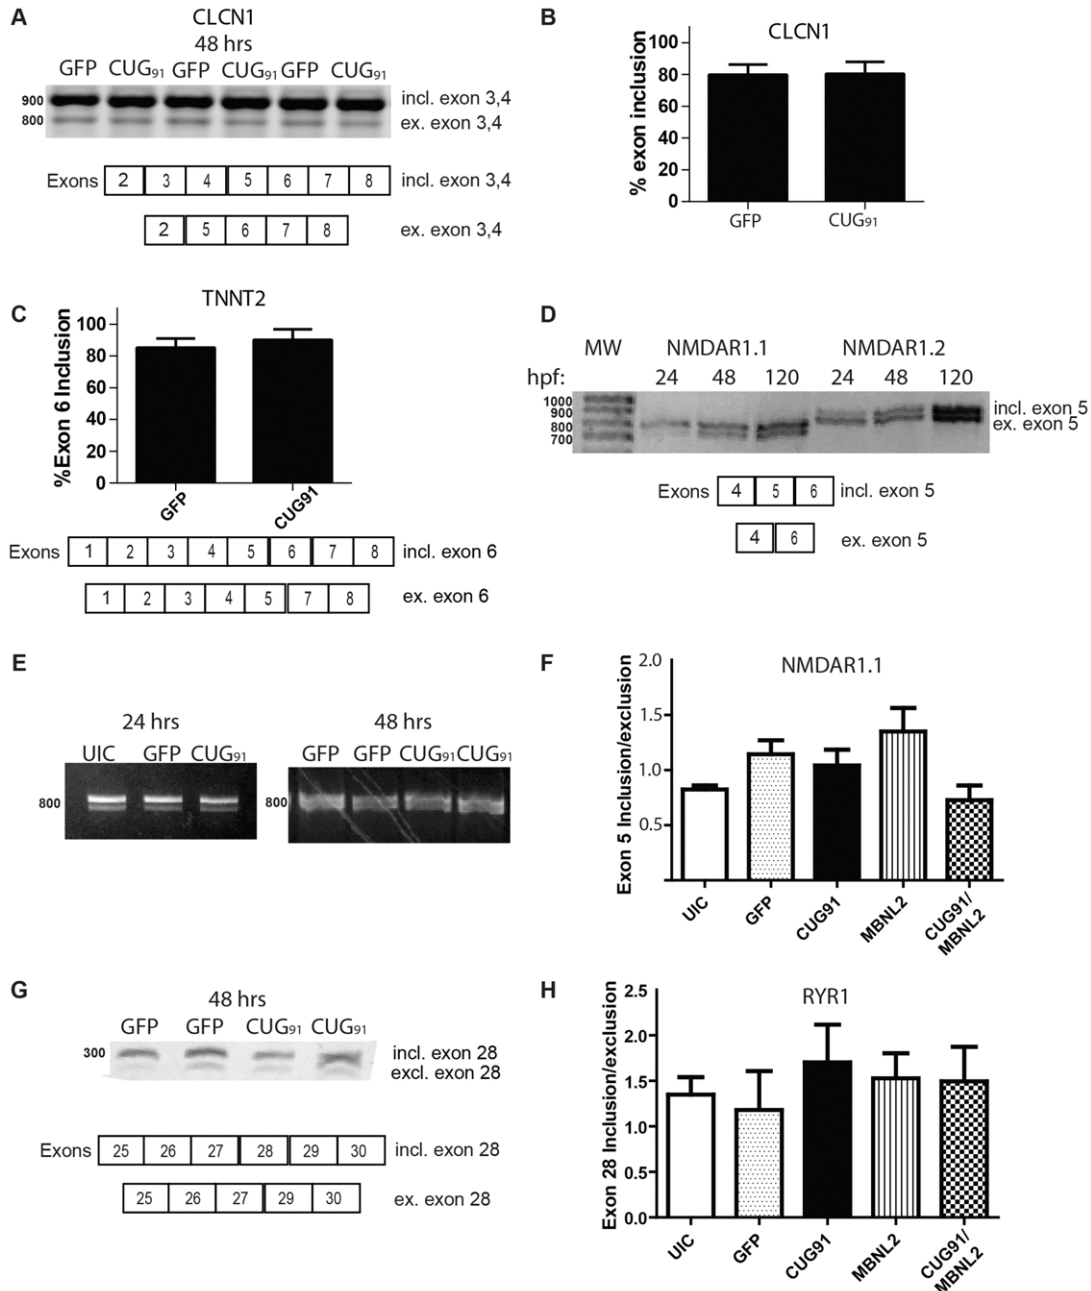 A
CLCN1
48 hrs
GFP CUG91 GFP CUG91 GFP CUG91
900
800
incl. exon 3,4
ex. exon 3,4
Exons 2 3 4 5 6 7 8 incl. exon 3,4
2 5 6 7 8 ex. exon 3,4
B
CLCN1
% exon inclusion
100
80
60
40
20
0
GFP CUG91
C
TNNT2
%Exon 6 Inclusion
100
80
60
40
20
0
GFP CUG91
Exons 1 2 3 4 5 6 7 8 incl. exon 6
1 2 3 4 5 7 8 ex. exon 6
D
MW NMDAR1.1 NMDAR1.2
hpf: 24 48 120 24 48 120
1000
900
800
700
incl. exon 5
ex. exon 5
Exons 4 5 6 incl. exon 5
4 6 ex. exon 5
E
24 hrs
UIC GFP CUG91
800
48 hrs
GFP GFP CUG91 CUG91
800
F
NMDAR1.1
Exon 5 Inclusion/exclusion
2.0
1.5
1.0
0.5
UIC GFP CUG91 MBNL2 CUG91/
MBNL2
G
48 hrs
GFP GFP CUG91 CUG91
300
incl. exon 28
excl. exon 28
Exons 25 26 27 28 29 30 incl. exon 28
25 26 27 29 30 ex. exon 28
H
RYR1
Exon 28 Inclusion/exclusion
2.5
2.0
1.5
1.0
0.5
0.0
UIC GFP CUG91 MBNL2 CUG91/
MBNL2